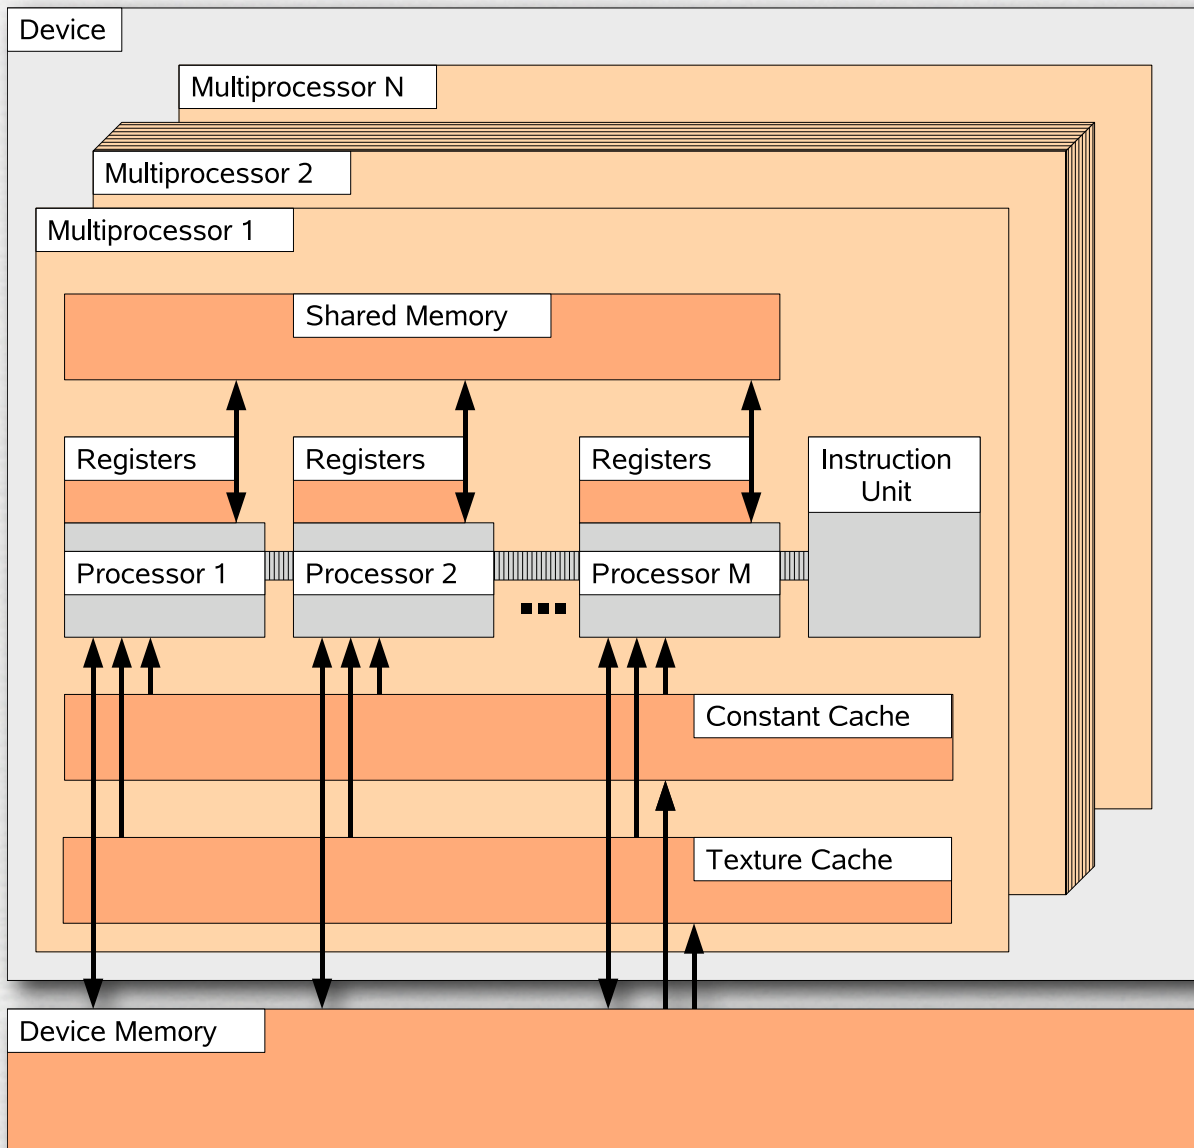 Device
Multiprocessor N
Multiprocessor 2
Multiprocessor 1
Shared Memory
Registers
Registers
Registers
Instruction
Unit
Processor 1
Processor 2
Processor M
Constant Cache
Texture Cache
Device Memory